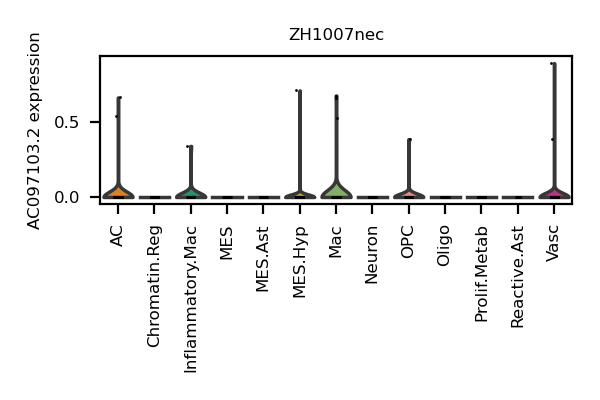 ZH1007nec
AC097103.2 expression
0.5
0.0
AC
Chromatin.Reg
Inflammatory.Mac
MES
MES.Ast
MES.Hyp
Mac
Neuron
OPC
Oligo
Prolif.Metab
Reactive.Ast
Vasc